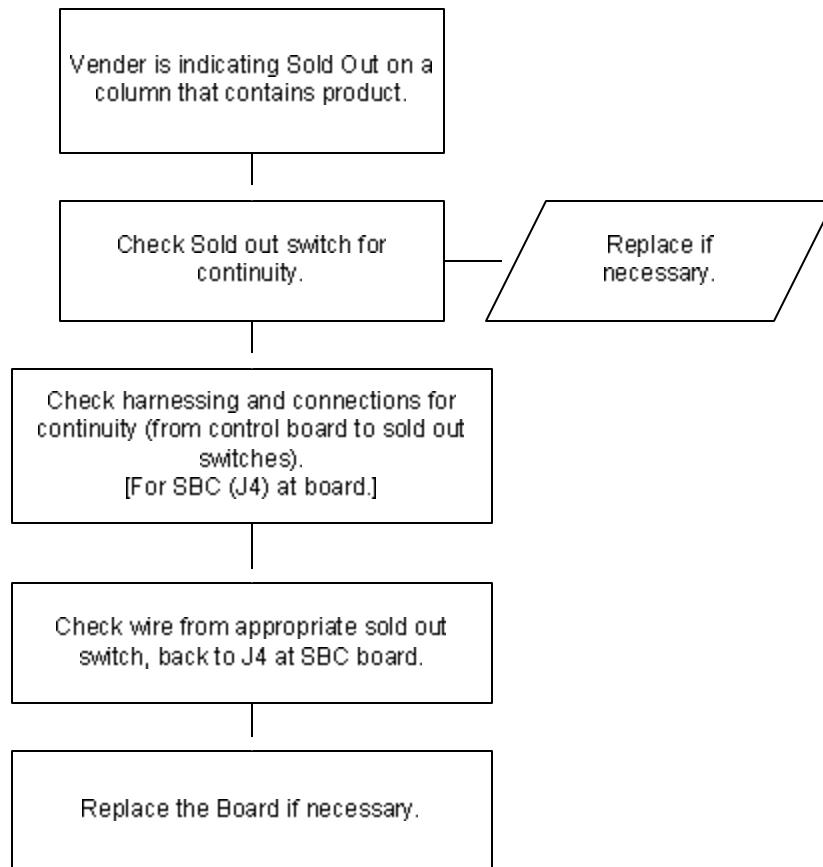 Vender is indicating Sold Out on a
column that contains product.
Check Sold out switch for
continuity.
Replace if
necessary.
Check harnessing and connections for
continuity (from control board to sold out
switches).
[For SBC (J4) at board.]
Check wire from appropriate sold out
switch, back to J4 at SBC board.
Replace the Board if necessary.